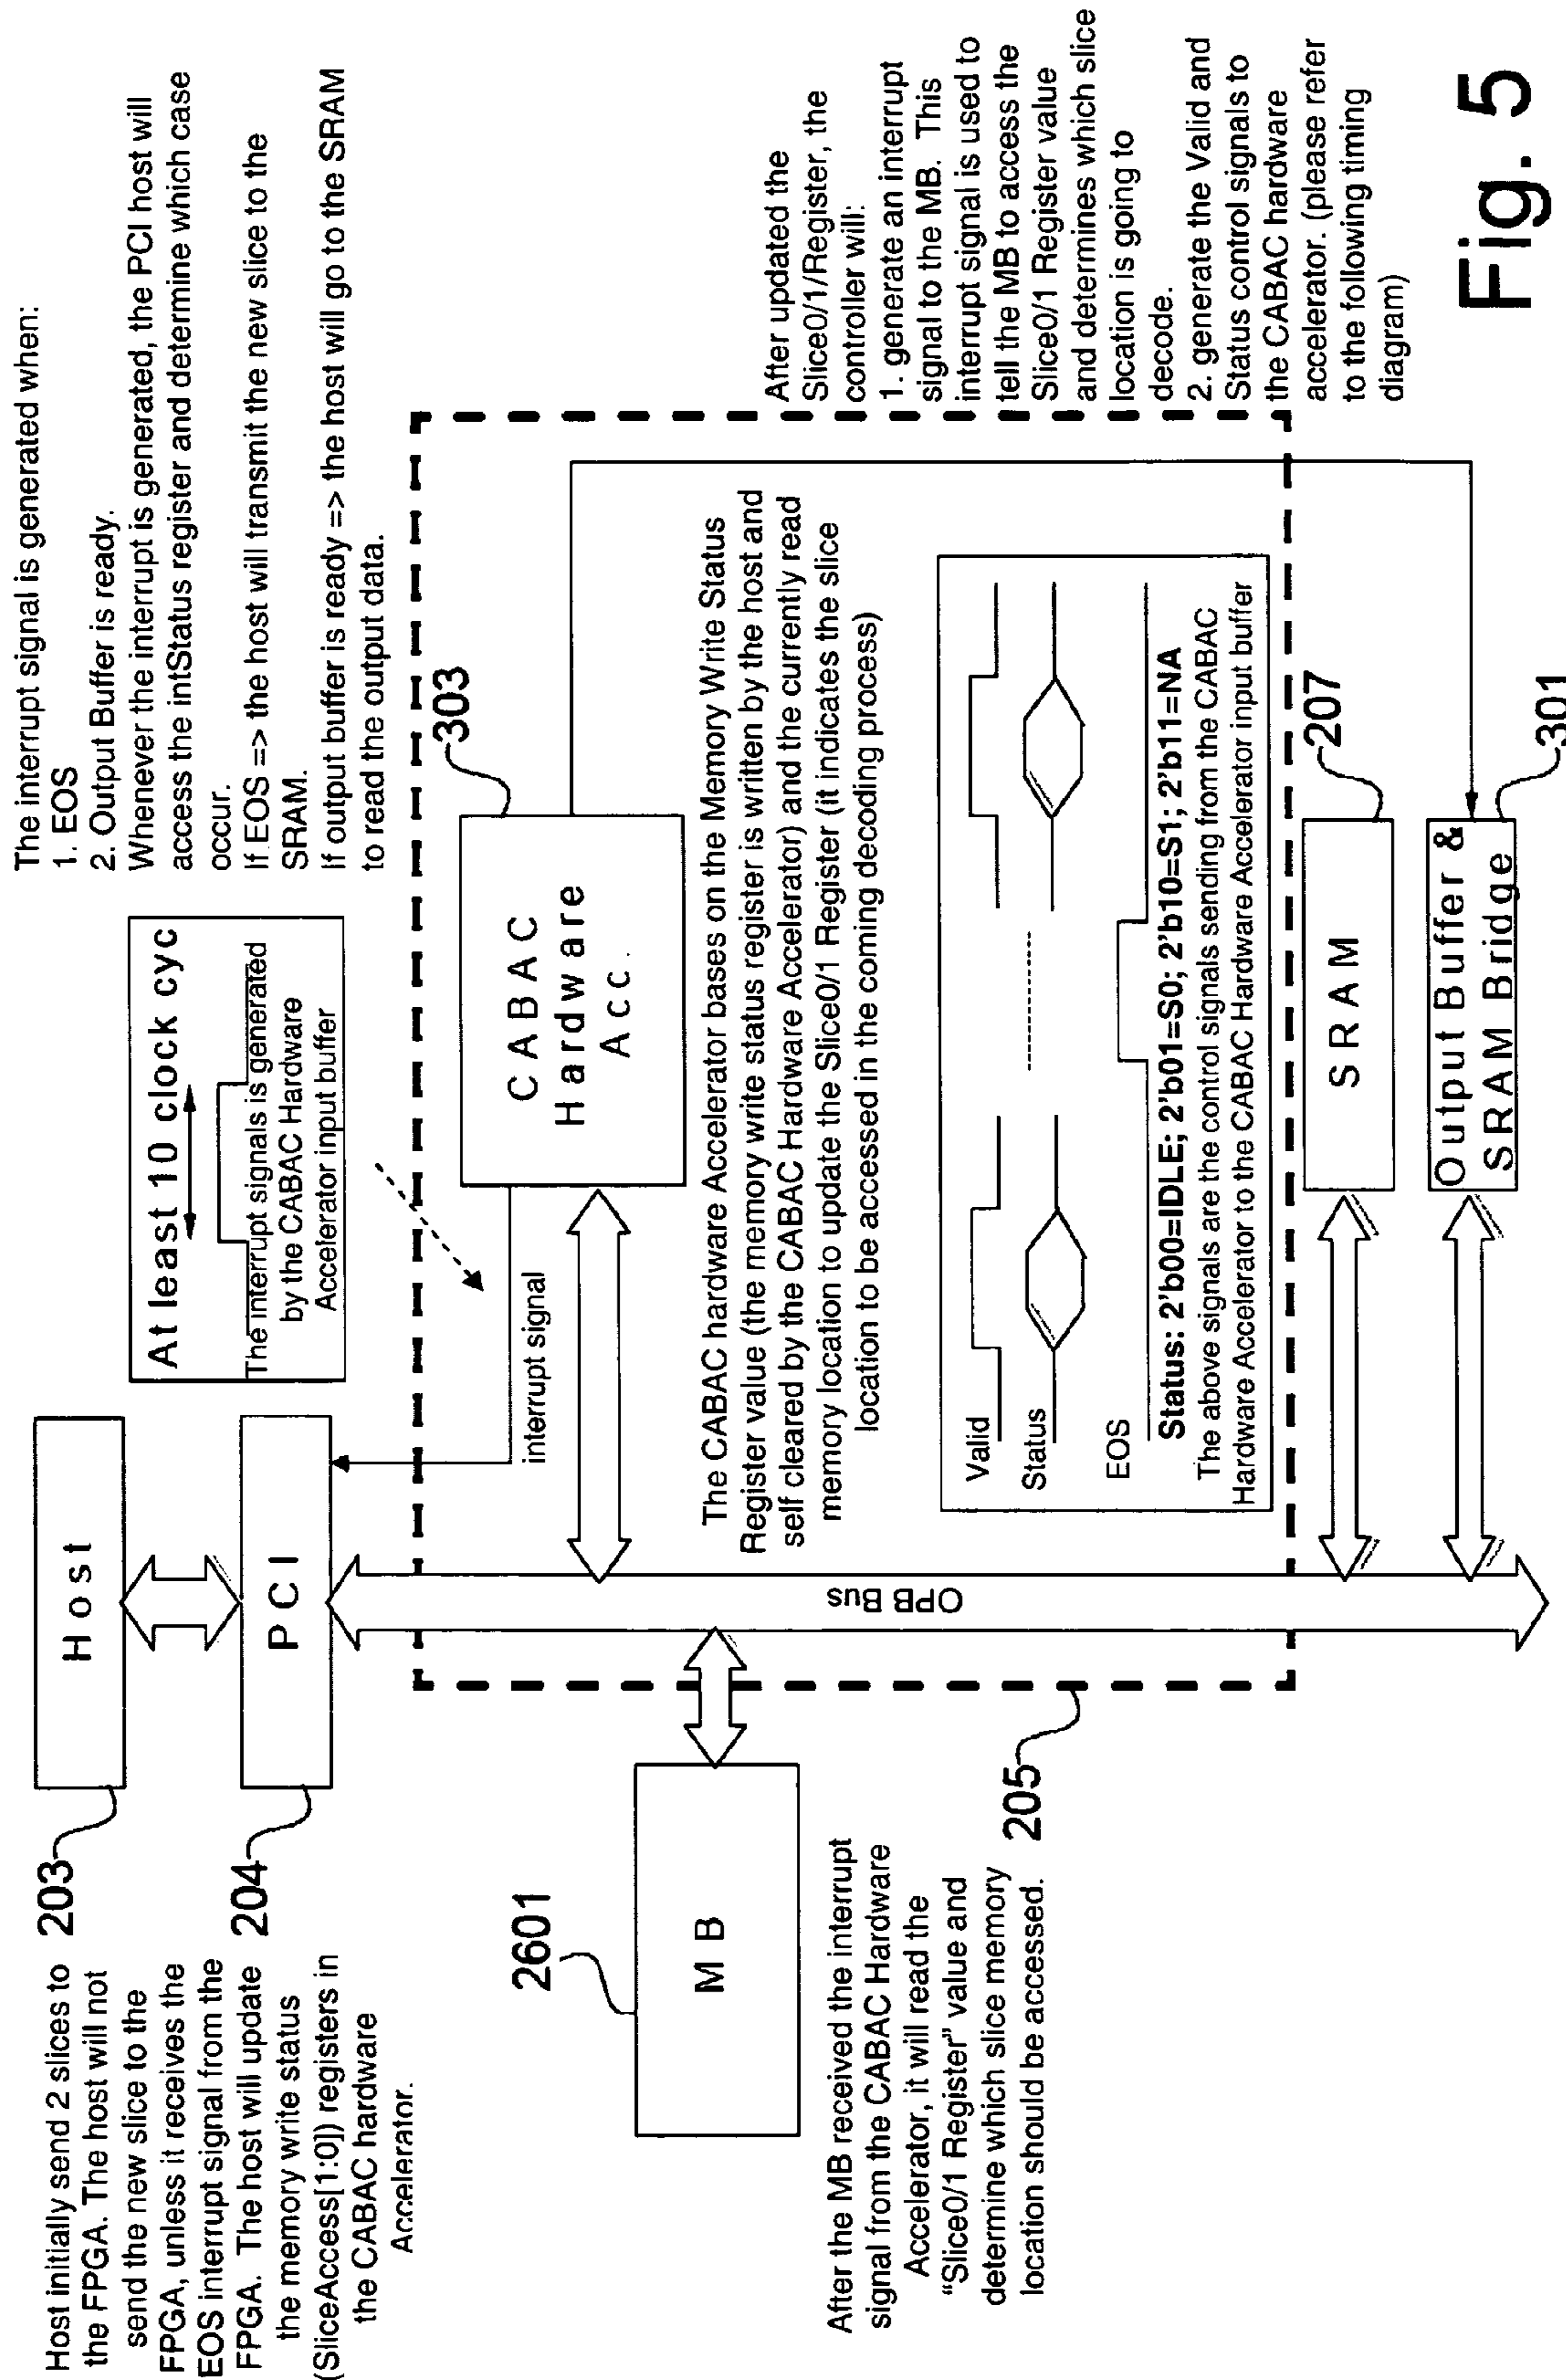 Host initially send 2 slices to
the FPGA. The host will not
send the new slice to the
FPGA, unless it receives the
EOS interrupt signal from the
FPGA. The host will update
the memory write status
(SliceAccess[1:0]) registers in
the CABAC hardware
Accelerator.
203
204
Host
PCI
At least 10 clock cyc
The interrupt signals is generated
by the CABAC Hardware
Accelerator input buffer
The interrupt signal is generated when:
1. EOS
2. Output Buffer is ready.
Whenever the interrupt is generated, the PCI host will
access the intStatus register and determine which case
occur.
If EOS => the host will transmit the new slice to the
SRAM.
If output buffer is ready => the host will go to the SRAM
to read the output data.
303
CABAC
Hardware
Acc.
interrupt signal
2601
MB
OPB Bus
After the MB received the interrupt
signal from the CABAC Hardware
Accelerator, it will read the
"Slice0/1 Register" value and
determine which slice memory
location should be accessed.
205
The CABAC hardware Accelerator bases on the Memory Write Status
Register value (the memory write status register is written by the host and
self cleared by the CABAC Hardware Accelerator) and the currently read
memory location to update the Slice0/1 Register (it indicates the slice
location to be accessed in the coming decoding process)
Valid
Status
EOS
Status: 2'b00=IDLE; 2'b01=S0; 2'b10=S1; 2'b11=NA
The above signals are the control signals sending from the CABAC
Hardware Accelerator to the CABAC Hardware Accelerator input buffer
After updated the
Slice0/1/Register, the
controller will:
1. generate an interrupt
signal to the MB. This
interrupt signal is used to
tell the MB to access the
Slice0/1 Register value
and determines which slice
location is going to
decode.
2. generate the Valid and
Status control signals to
the CABAC hardware
accelerator. (please refer
to the following timing
diagram)
207
SRAM
Output Buffer &
SRAM Bridge
301
Fig. 5